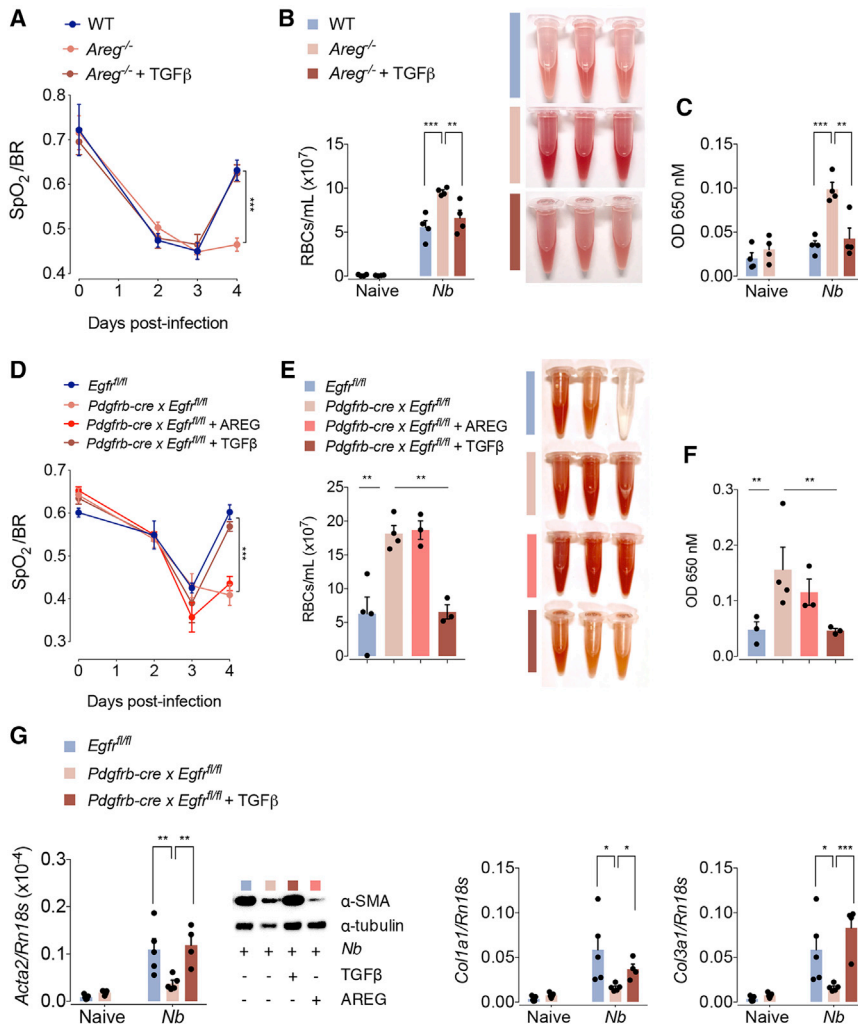 A
WT
Areg-/-
Areg-/- + TGFβ
SpO2/BR
0.8
0.7
0.6
0.5
0.4
0 1 2 3 4
Days post-infection
***
B
WT
Areg-/-
Areg-/- + TGFβ
RBCs/mL (x10⁷)
15
10
5
0
*** **
Naive Nb
C
OD 650 nM
0.15
0.10
0.05
0.00
*** **
Naive Nb
D
Egfrfl/fl
Pdgfrb-cre x Egfrfl/fl
Pdgfrb-cre x Egfrfl/fl + AREG
Pdgfrb-cre x Egfrfl/fl + TGFβ
SpO2/BR
0.7
0.6
0.5
0.4
0.3
0 1 2 3 4
Days post-infection
***
E
Egfrfl/fl
Pdgfrb-cre x Egfrfl/fl
Pdgfrb-cre x Egfrfl/fl + AREG
Pdgfrb-cre x Egfrfl/fl + TGFβ
RBCs/mL (x10⁷)
25
20
15
10
5
0
** **
F
OD 650 nM
0.3
0.2
0.1
0.0
** **
G
Egfrfl/fl
Pdgfrb-cre x Egfrfl/fl
Pdgfrb-cre x Egfrfl/fl + TGFβ
Acta2/Rn18s (x10⁻⁴)
0.3
0.2
0.1
0.0
** **
Naive Nb
α-SMA
α-tubulin
+ + + + Nb
- - + - TGFβ
- - - + AREG
Col1a1/Rn18s
0.15
0.10
0.05
0.00
* *
Naive Nb
Col3a1/Rn18s
0.15
0.10
0.05
0.00
* ***
Naive Nb